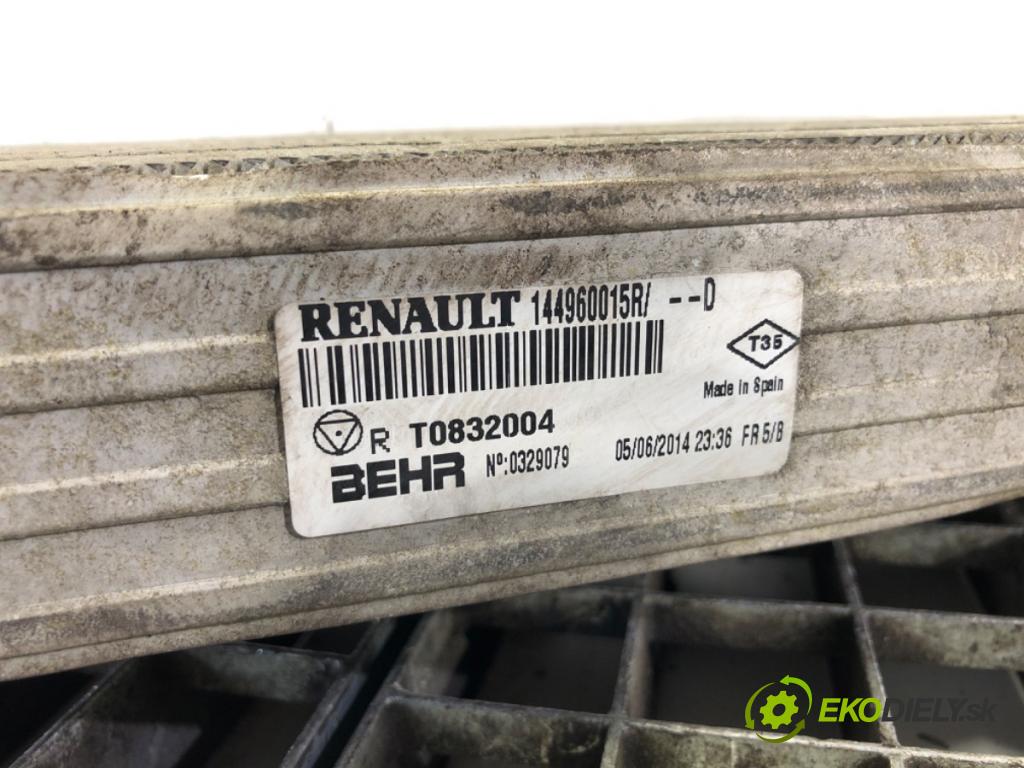 RENAULT 144960015R/ --D
T35
Made in Spain
R T0832004
BEHR Nº:0329079 05/06/2014 23:36 FR 5/8
EKODIELY.sk